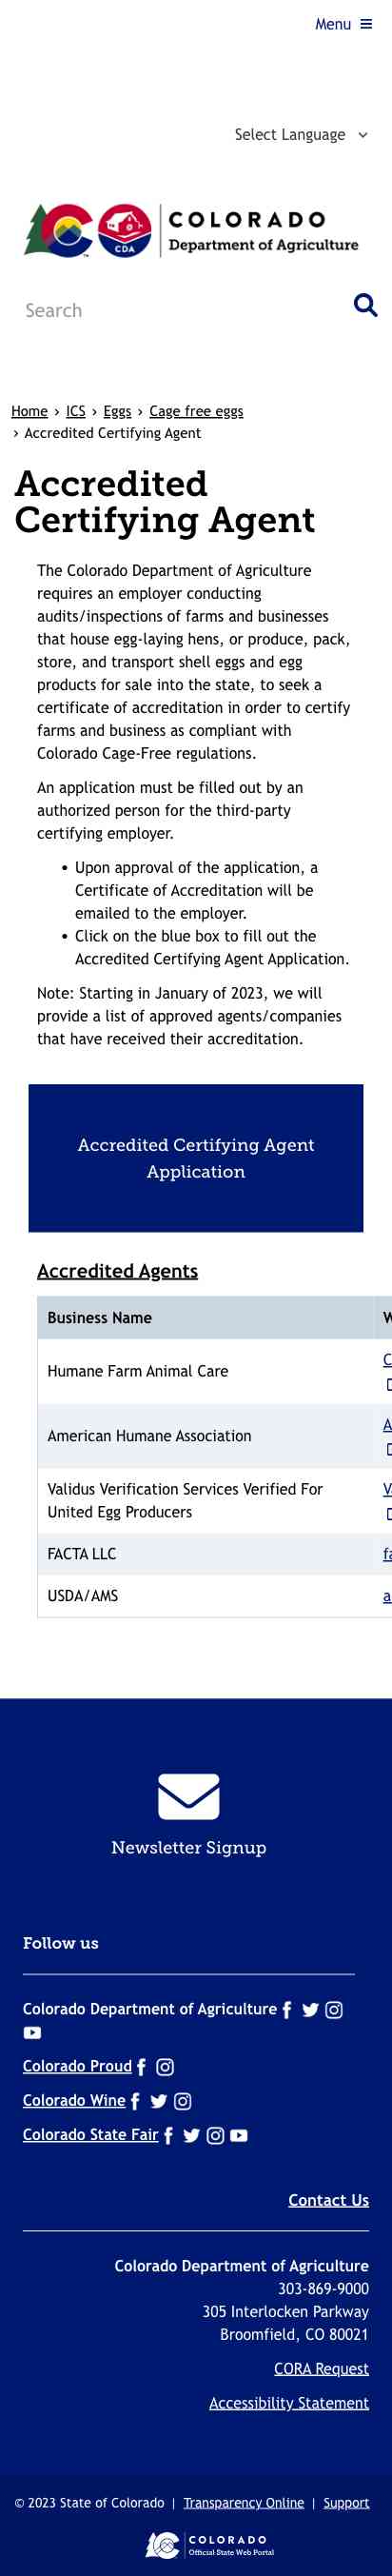 Menu
Select Language
COLORADO
CDA
Department of Agriculture
Search
Home › ICS › Eggs › Cage free eggs
› Accredited Certifying Agent
Accredited
Certifying Agent
The Colorado Department of Agriculture
requires an employer conducting
audits/inspections of farms and businesses
that house egg-laying hens, or produce, pack,
store, and transport shell eggs and egg
products for sale into the state, to seek a
certificate of accreditation in order to certify
farms and business as compliant with
Colorado Cage-Free regulations.
An application must be filled out by an
authorized person for the third-party
certifying employer.
• Upon approval of the application, a
Certificate of Accreditation will be
emailed to the employer.
• Click on the blue box to fill out the
Accredited Certifying Agent Application.
Note: Starting in January of 2023, we will
provide a list of approved agents/companies
that have received their accreditation.
Accredited Certifying Agent
Application
Accredited Agents
Business Name
Humane Farm Animal Care
American Humane Association
Validus Verification Services Verified For
United Egg Producers
FACTA LLC
USDA/AMS
Newsletter Signup
Follow us
Colorado Department of Agriculture
Colorado Proud
Colorado Wine
Colorado State Fair
Contact Us
Colorado Department of Agriculture
303-869-9000
305 Interlocken Parkway
Broomfield, CO 80021
CORA Request
Accessibility Statement
© 2023 State of Colorado | Transparency Online | Support
COLORADO
Official State Web Portal